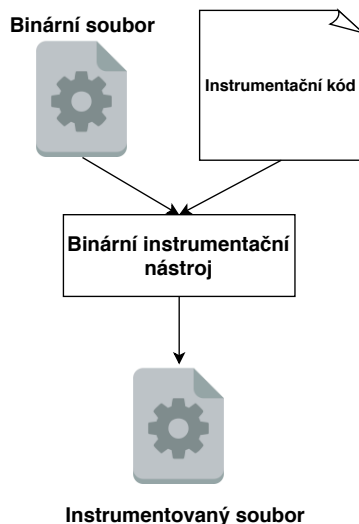 Binární soubor
Instrumentační kód
Binární instrumentační
nástroj
Instrumentovaný soubor